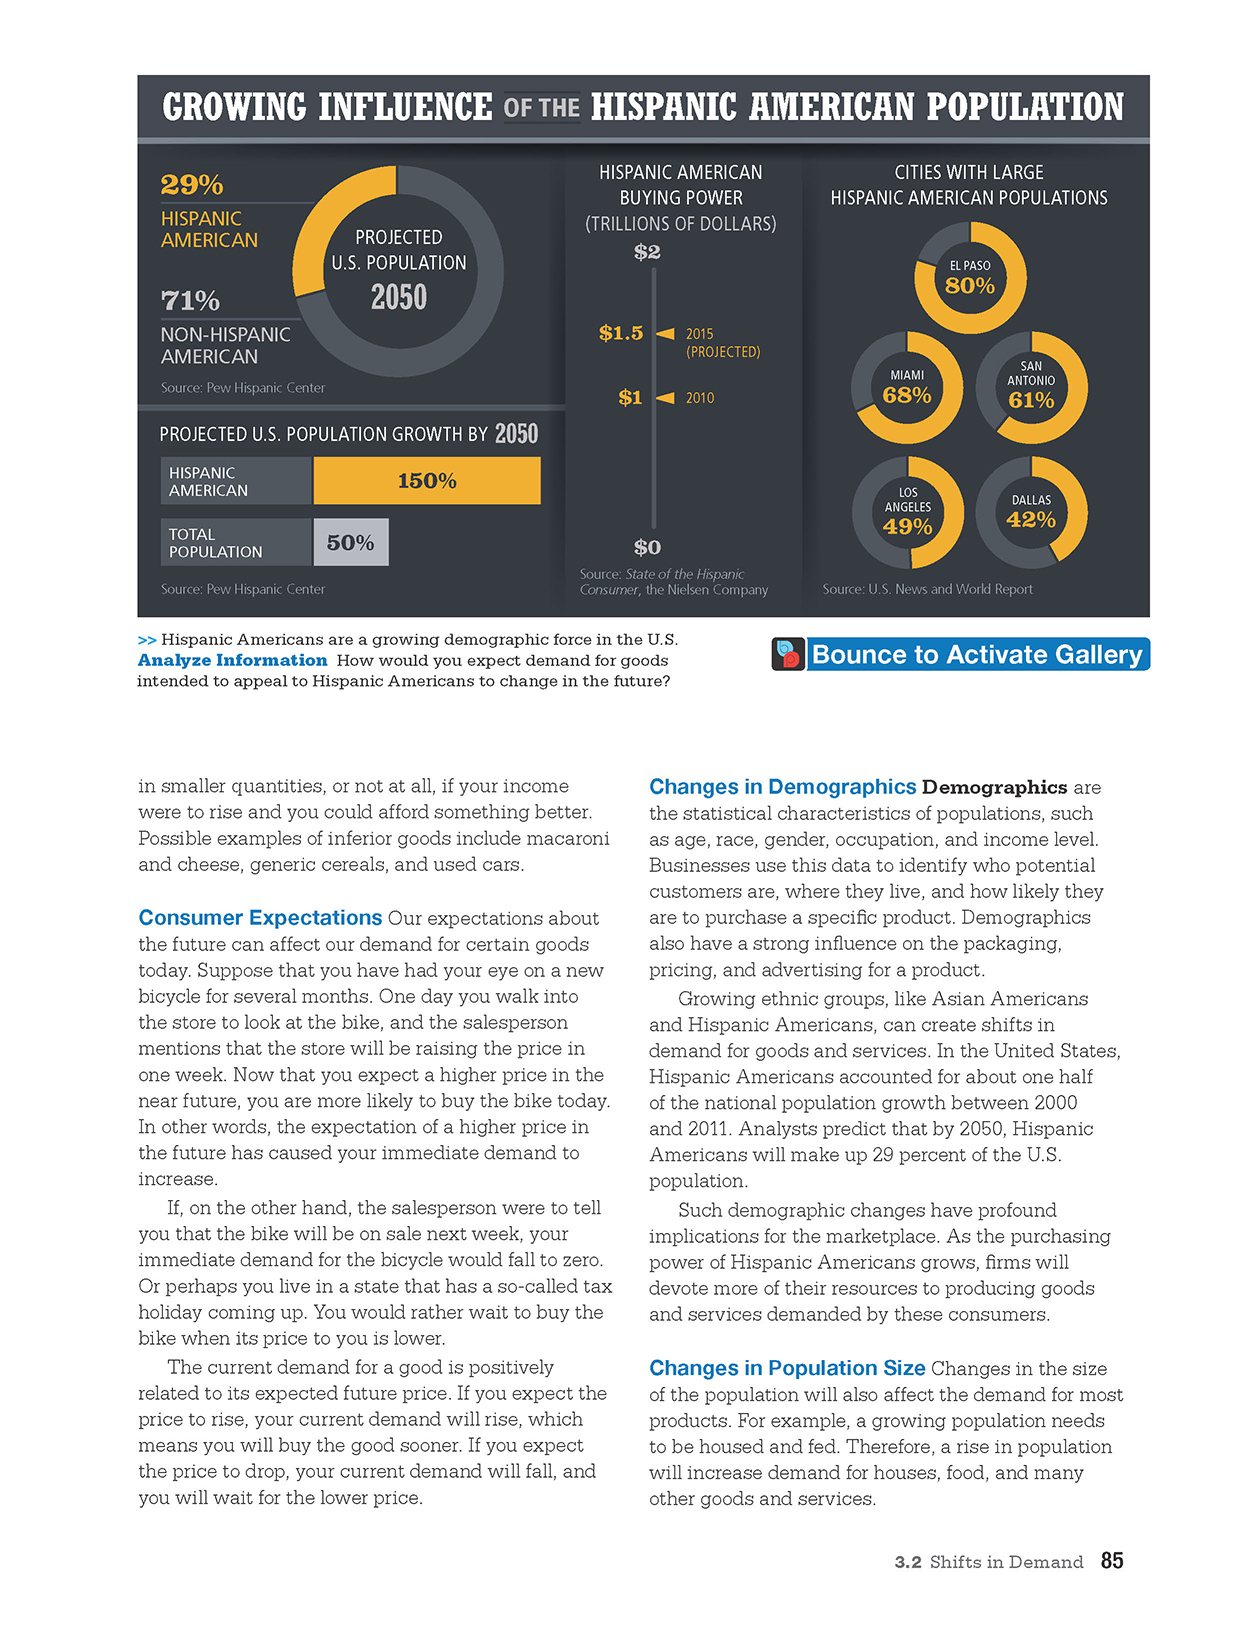 GROWING INFLUENCE OF THE HISPANIC AMERICAN POPULATION
29%
HISPANIC
AMERICAN
71%
NON-HISPANIC
AMERICAN
PROJECTED
U.S. POPULATION
2050
Source: Pew Hispanic Center
PROJECTED U.S. POPULATION GROWTH BY 2050
HISPANIC
AMERICAN
150%
TOTAL
POPULATION
50%
Source: Pew Hispanic Center
HISPANIC AMERICAN
BUYING POWER
(TRILLIONS OF DOLLARS)
$2
$1.5
2015
(PROJECTED)
$1
2010
$0
Source: State of the Hispanic
Consumer, the Nielsen Company
CITIES WITH LARGE
HISPANIC AMERICAN POPULATIONS
EL PASO
80%
MIAMI
68%
SAN
ANTONIO
61%
LOS
ANGELES
49%
DALLAS
42%
Source: U.S. News and World Report
>> Hispanic Americans are a growing demographic force in the U.S.
Analyze Information How would you expect demand for goods
intended to appeal to Hispanic Americans to change in the future?
Bounce to Activate Gallery
in smaller quantities, or not at all, if your income
were to rise and you could afford something better.
Possible examples of inferior goods include macaroni
and cheese, generic cereals, and used cars.
Consumer Expectations Our expectations about
the future can affect our demand for certain goods
today. Suppose that you have had your eye on a new
bicycle for several months. One day you walk into
the store to look at the bike, and the salesperson
mentions that the store will be raising the price in
one week. Now that you expect a higher price in the
near future, you are more likely to buy the bike today.
In other words, the expectation of a higher price in
the future has caused your immediate demand to
increase.
If, on the other hand, the salesperson were to tell
you that the bike will be on sale next week, your
immediate demand for the bicycle would fall to zero.
Or perhaps you live in a state that has a so-called tax
holiday coming up. You would rather wait to buy the
bike when its price to you is lower.
The current demand for a good is positively
related to its expected future price. If you expect the
price to rise, your current demand will rise, which
means you will buy the good sooner. If you expect
the price to drop, your current demand will fall, and
you will wait for the lower price.
Changes in Demographics Demographics are
the statistical characteristics of populations, such
as age, race, gender, occupation, and income level.
Businesses use this data to identify who potential
customers are, where they live, and how likely they
are to purchase a specific product. Demographics
also have a strong influence on the packaging,
pricing, and advertising for a product.
Growing ethnic groups, like Asian Americans
and Hispanic Americans, can create shifts in
demand for goods and services. In the United States,
Hispanic Americans accounted for about one half
of the national population growth between 2000
and 2011. Analysts predict that by 2050, Hispanic
Americans will make up 29 percent of the U.S.
population.
Such demographic changes have profound
implications for the marketplace. As the purchasing
power of Hispanic Americans grows, firms will
devote more of their resources to producing goods
and services demanded by these consumers.
Changes in Population Size Changes in the size
of the population will also affect the demand for most
products. For example, a growing population needs
to be housed and fed. Therefore, a rise in population
will increase demand for houses, food, and many
other goods and services.
3.2 Shifts in Demand 85